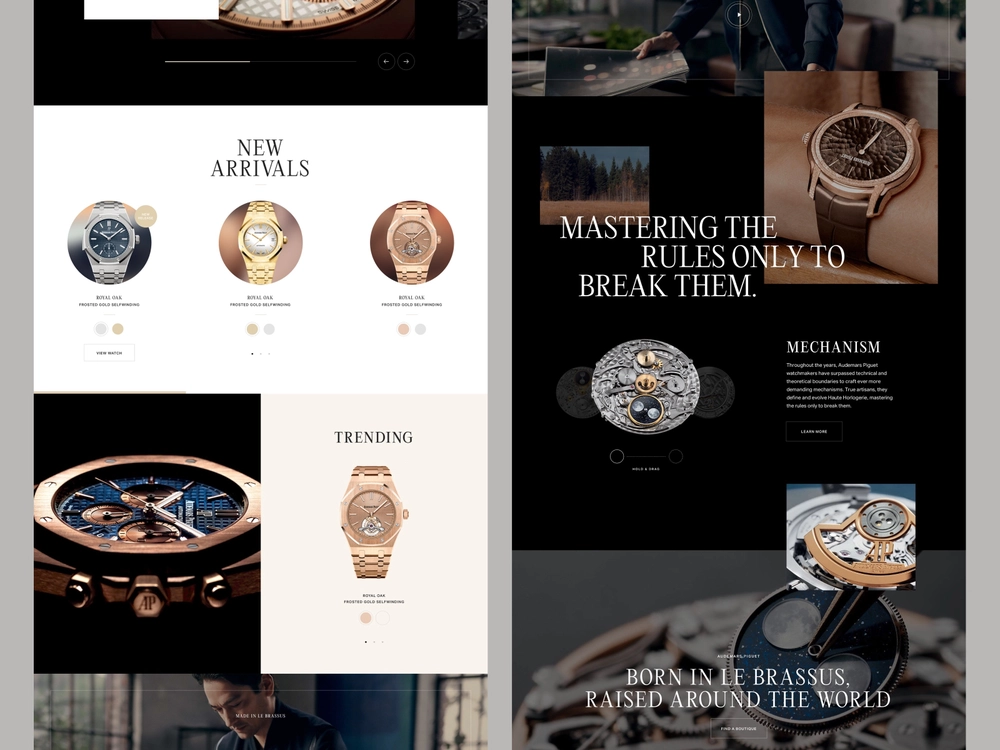 NEW
ARRIVALS
ROYAL OAK
FROSTED GOLD SELFWINDING
VIEW WATCH
ROYAL OAK
FROSTED GOLD SELFWINDING
ROYAL OAK
FROSTED GOLD SELFWINDING
TRENDING
AP
ROYAL OAK
FROSTED GOLD SELFWINDING
MADE IN LE BRASSUS
MASTERING THE
RULES ONLY TO
BREAK THEM.
MECHANISM
Throughout the years, Audemars Piguet
watchmakers have surpassed technical and
theoretical boundaries to craft ever more
demanding mechanisms. True artisans, they
define and evolve Haute Horlogerie, mastering
the rules only to break them.
LEARN MORE
HOLD & DRAG
AUDEMARS PIGUET
BORN IN LE BRASSUS,
RAISED AROUND THE WORLD
FIND A BOUTIQUE